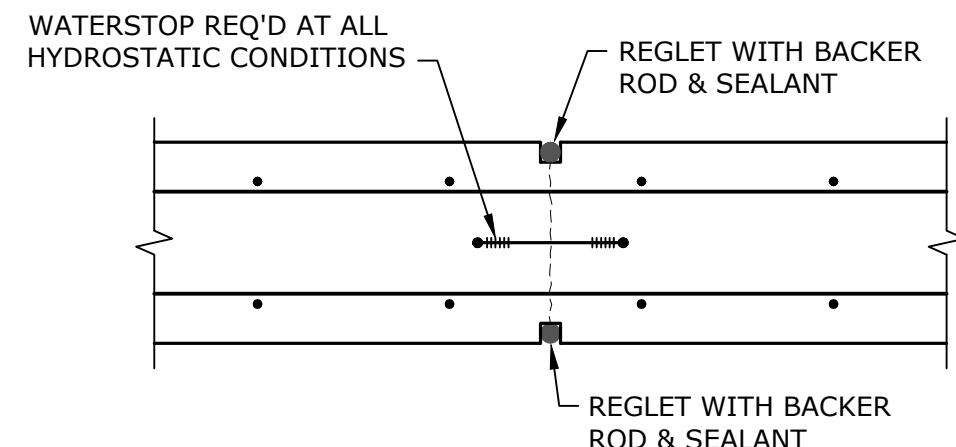 WATERSTOP REQ'D AT ALL
HYDROSTATIC CONDITIONS
REGLET WITH BACKER
ROD & SEALANT
REGLET WITH BACKER
ROD & SEALANT